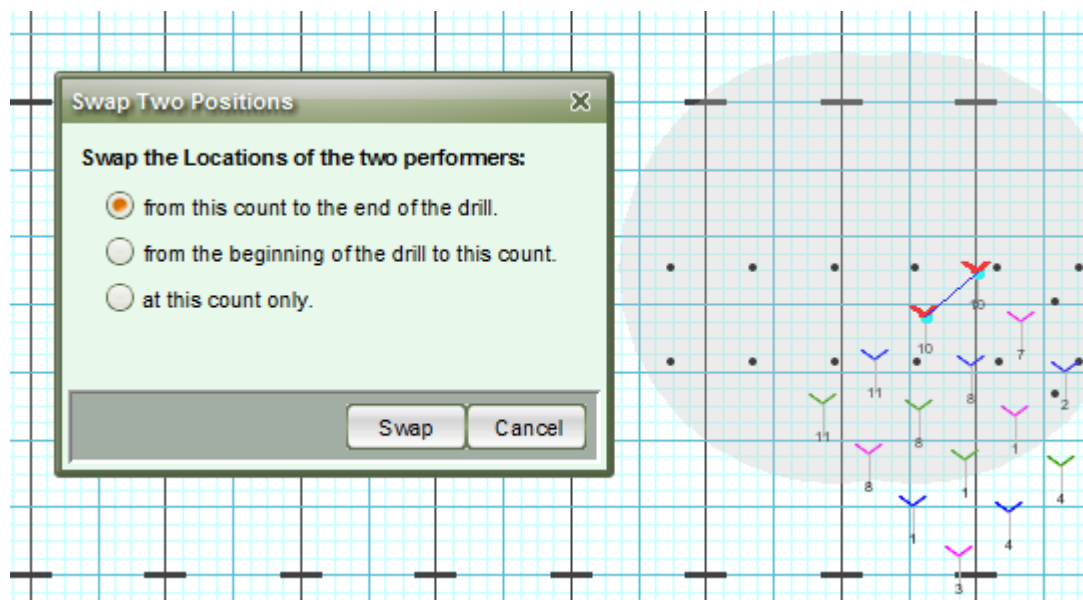 Swap Two Positions
Swap the Locations of the two performers:
from this count to the end of the drill.
from the beginning of the drill to this count.
at this count only.
Swap Cancel
10
10 7
11 8 2
11 8 1
8 1 4
1 4
3